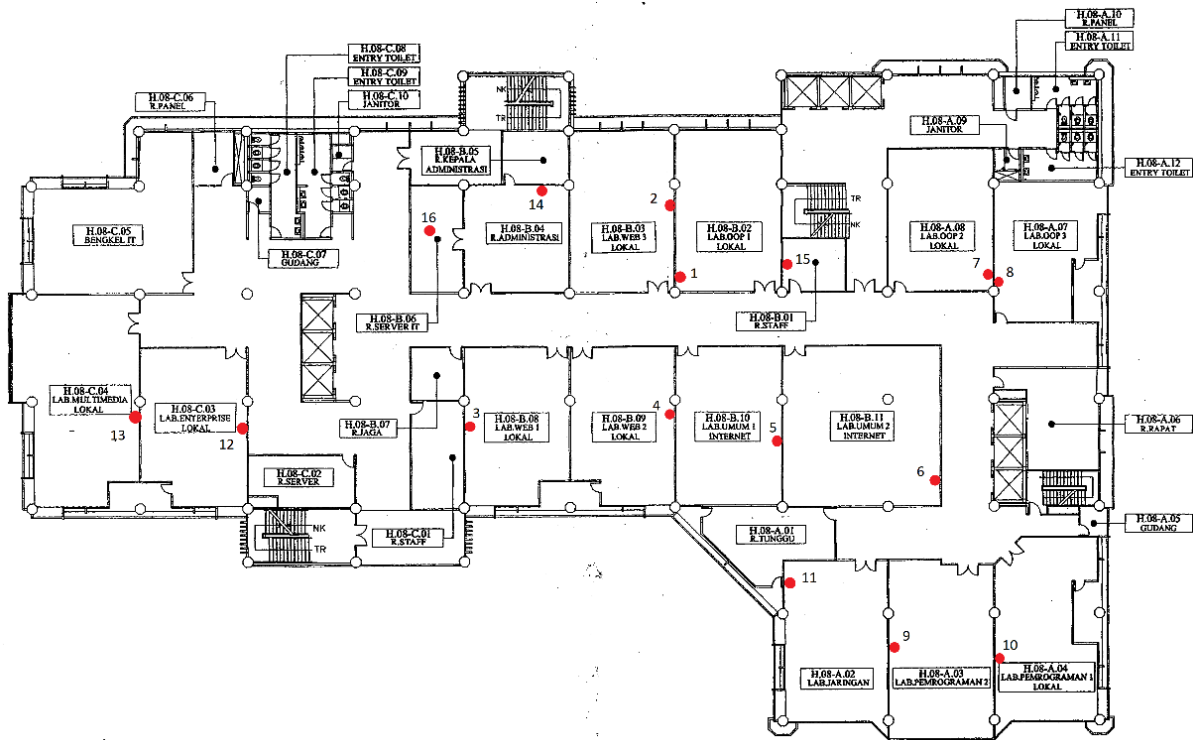 H.08-A.10
R.PANEL
H.08-A.11
ENTRY TOILET
H.08-C.08
ENTRY TOILET
H.08-C.09
ENTRY TOILET
H.08-C.10
JANITOR
H.08-C.06
R.PANEL
NK
TR
H.08-A.09
JANITOR
H.08-B.05
R.KEPALA
ADMINISTRASI
H.08-A.12
ENTRY TOILET
14
2
TR
NK
16
H.08-C.05
BENGKEL IT
H.08-B.04
R.ADMINISTRASI
H.08-B.03
LAB.WEB 3
LOKAL
H.08-B.02
LAB.OOP 1
LOKAL
H.08-A.08
LAB.OOP 2
LOKAL
H.08-A.07
LAB.OOP 3
LOKAL
H.08-C.07
GUDANG
1
15
7
8
H.08-B.06
R.SERVER IT
H.08-B.01
R.STAFF
H.08-C.04
LAB.MULTIMEDIA
LOKAL
H.08-C.03
LAB.ENTERPRISE
LOKAL
H.08-B.07
R.JAGA
3
H.08-B.08
LAB.WEB 1
LOKAL
4
H.08-B.09
LAB.WEB 2
LOKAL
H.08-B.10
LAB.UMUM 1
INTERNET
5
H.08-B.11
LAB.UMUM 2
INTERNET
H.08-A.06
R.RAPAT
13
12
6
H.08-C.02
R.SERVER
NK
TR
H.08-C.01
R.STAFF
H.08-A.01
R.TUNGGU
H.08-A.05
GUDANG
11
9
10
H.08-A.02
LAB.JARINGAN
H.08-A.03
LAB.PEMROGRAMAN 2
H.08-A.04
LAB.PEMROGRAMAN 1
LOKAL